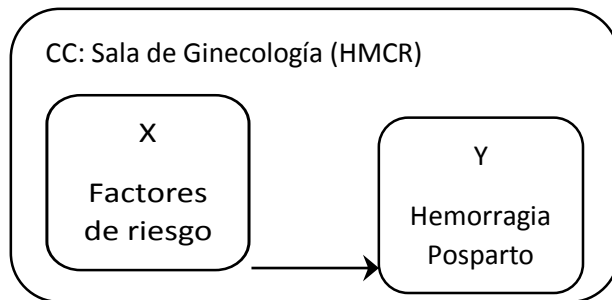 CC: Sala de Ginecología (HMCR)
X
Factores
de riesgo
Y
Hemorragia
Posparto